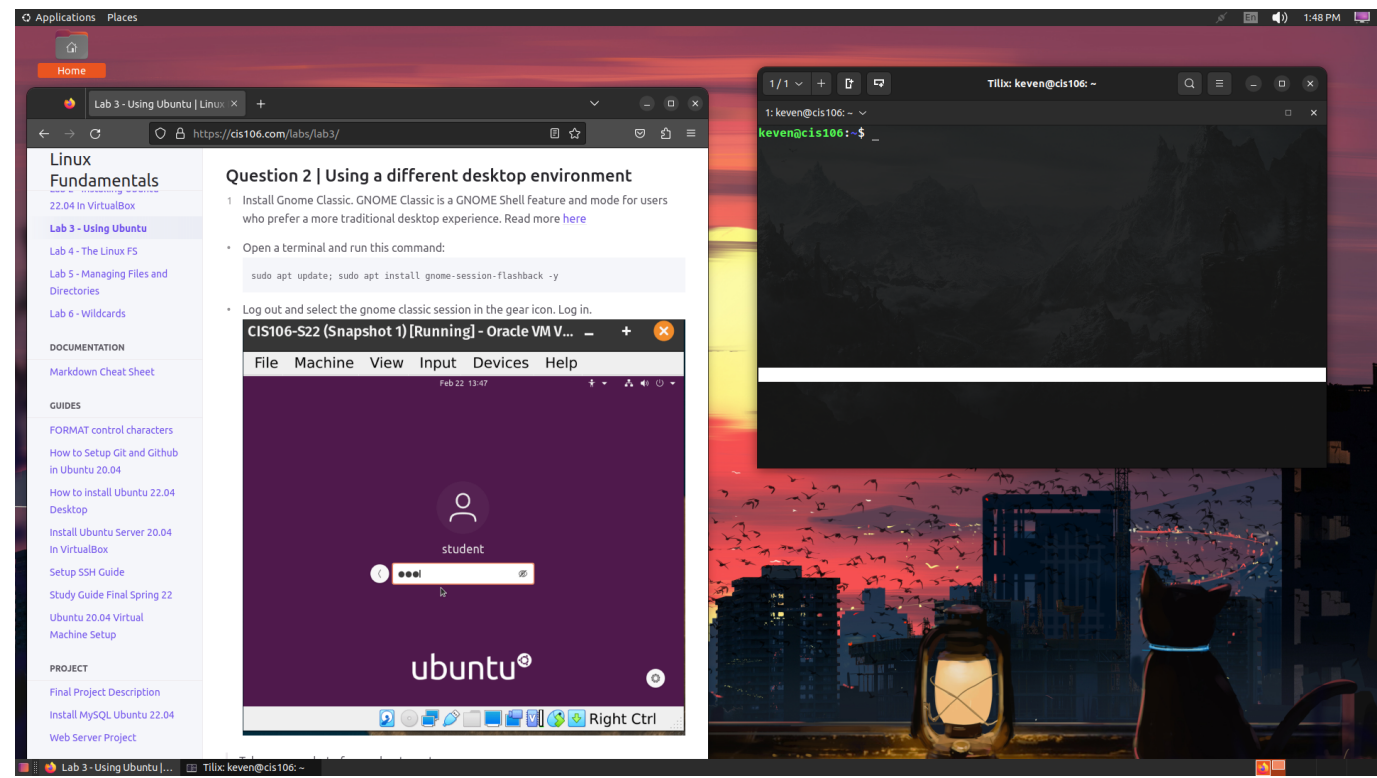 Applications Places
En 1:48 PM
Home
Lab 3 - Using Ubuntu | Linux
https://cis106.com/labs/lab3/
Linux
Fundamentals
22.04 In VirtualBox
Lab 3 - Using Ubuntu
Lab 4 - The Linux FS
Lab 5 - Managing Files and
Directories
Lab 6 - Wildcards
DOCUMENTATION
Markdown Cheat Sheet
GUIDES
FORMAT control characters
How to Setup Git and Github
in Ubuntu 20.04
How to install Ubuntu 22.04
Desktop
Install Ubuntu Server 20.04
In VirtualBox
Setup SSH Guide
Study Guide Final Spring 22
Ubuntu 20.04 Virtual
Machine Setup
PROJECT
Final Project Description
Install MySQL Ubuntu 22.04
Web Server Project
Question 2 | Using a different desktop environment
1 Install Gnome Classic. GNOME Classic is a GNOME Shell feature and mode for users
who prefer a more traditional desktop experience. Read more here
• Open a terminal and run this command:
sudo apt update; sudo apt install gnome-session-flashback -y
• Log out and select the gnome classic session in the gear icon. Log in.
CIS106-S22 (Snapshot 1) [Running] - Oracle VM V...
File Machine View Input Devices Help
Feb 22 13:47
student
ubuntu
Right Ctrl
1/1
Tilix: keven@cis106: ~
1: keven@cis106: ~
keven@cis106:~$ _
Lab 3 - Using Ubuntu |...
Tilix: keven@cis106: ~